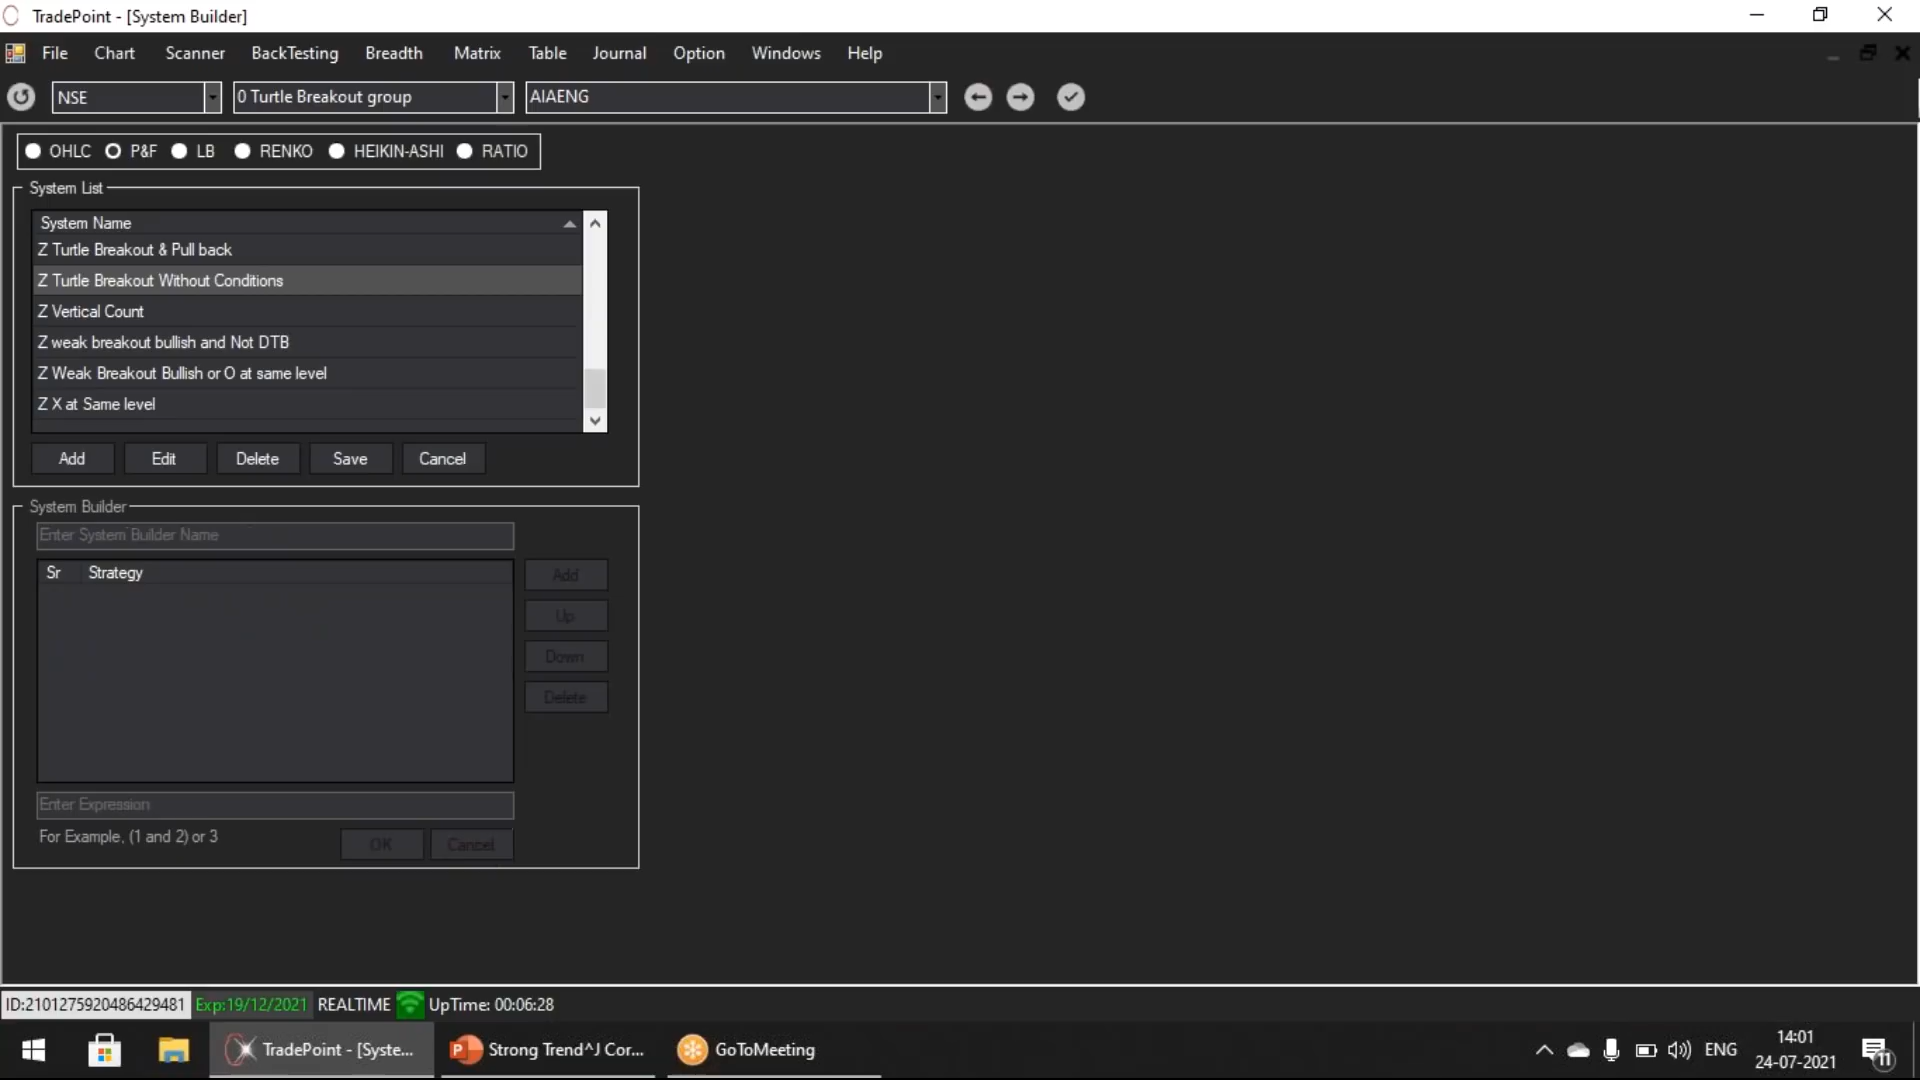 TradePoint - [System Builder]
File Chart Scanner BackTesting Breadth Matrix Table Journal Option Windows Help
NSE 0 Turtle Breakout group AIAENG
OHLC P&F LB RENKO HEIKIN-ASHI RATIO
System List
System Name
Z Turtle Breakout & Pull back
Z Turtle Breakout Without Conditions
Z Vertical Count
Z weak breakout bullish and Not DTB
Z Weak Breakout Bullish or O at same level
Z X at Same level
Add Edit Delete Save Cancel
System Builder
Enter System Builder Name
Sr Strategy
Add
Up
Down
Delete
Enter Expression
For Example, (1 and 2) or 3
OK Cancel
ID:2101275920486429481 Exp:19/12/2021 REALTIME UpTime: 00:06:28
TradePoint - [Syste... Strong Trend^J Cor... GoToMeeting ENG 14:01
24-07-2021 11